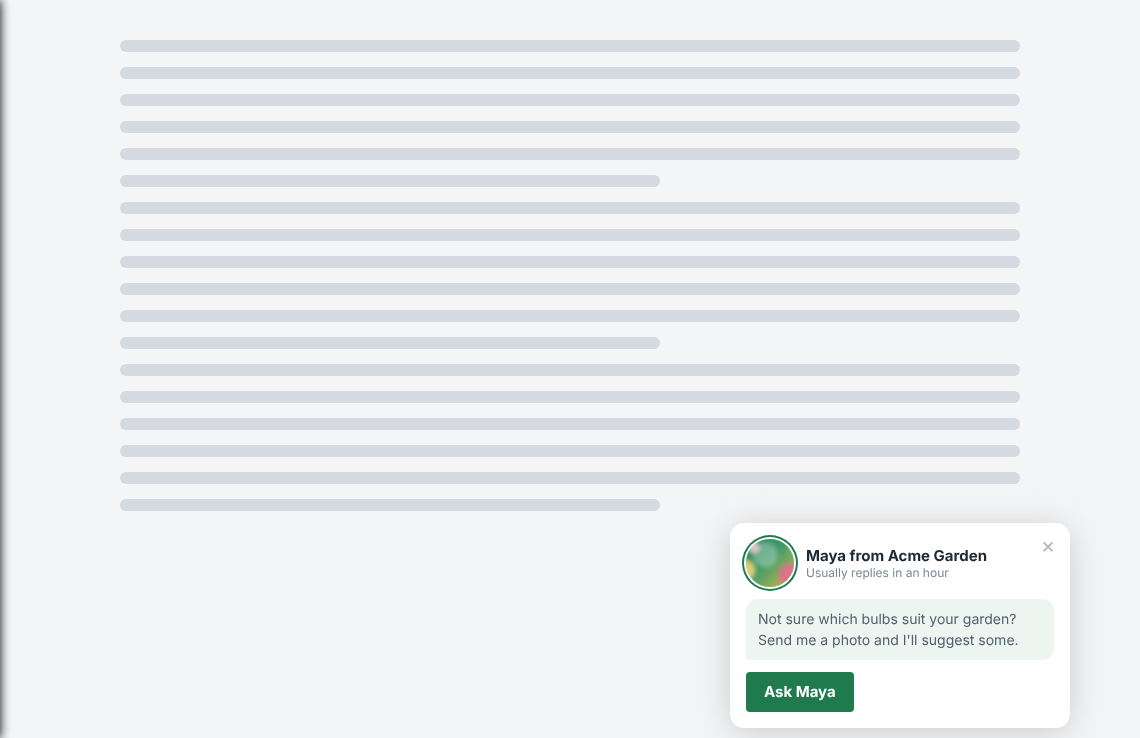 Maya from Acme Garden
Usually replies in an hour
Not sure which bulbs suit your garden?
Send me a photo and I'll suggest some.
Ask Maya